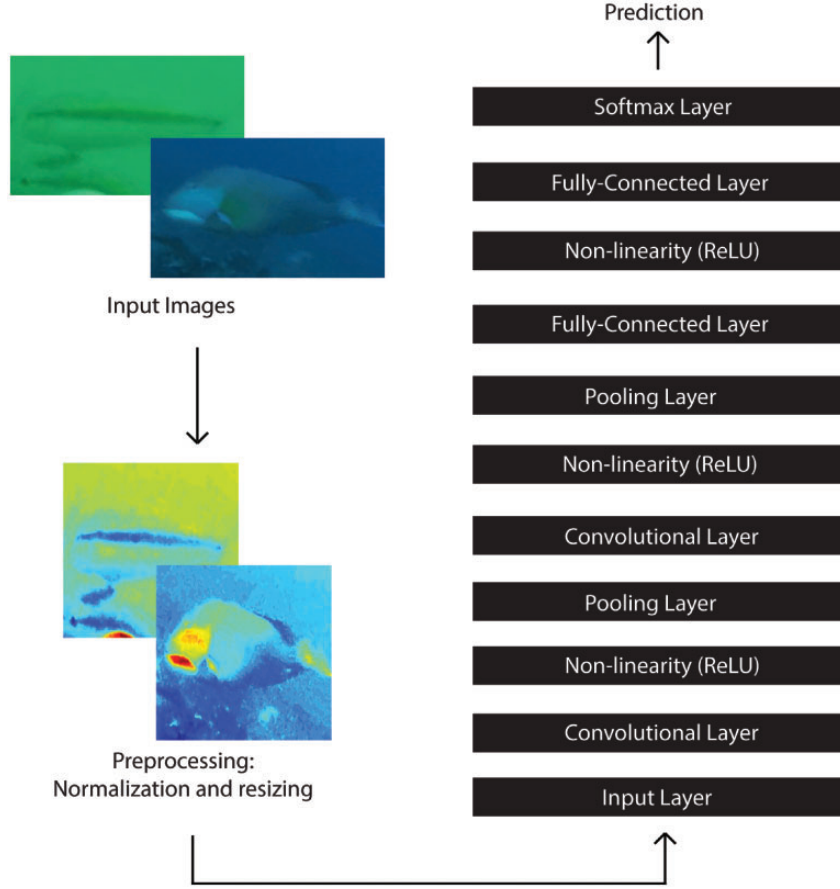 Prediction
Softmax Layer
Fully-Connected Layer
Non-linearity (ReLU)
Fully-Connected Layer
Pooling Layer
Non-linearity (ReLU)
Convolutional Layer
Pooling Layer
Non-linearity (ReLU)
Convolutional Layer
Input Layer
Input Images
Preprocessing:
Normalization and resizing